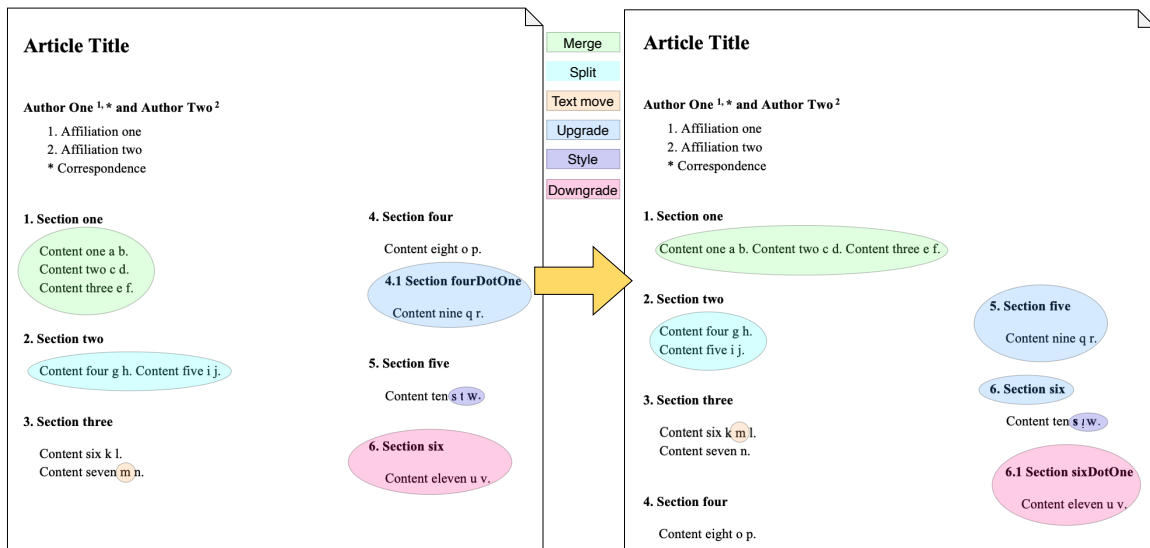 Article Title
Author One 1, * and Author Two 2
1. Affiliation one
2. Affiliation two
* Correspondence
1. Section one
Content one a b.
Content two c d.
Content three e f.
2. Section two
Content four g h. Content five i j.
3. Section three
Content six k l.
Content seven m n.
4. Section four
Content eight o p.
4.1 Section fourDotOne
Content nine q r.
5. Section five
Content ten s t w.
6. Section six
Content eleven u v.
Merge
Split
Text move
Upgrade
Style
Downgrade
Article Title
Author One 1, * and Author Two 2
1. Affiliation one
2. Affiliation two
* Correspondence
1. Section one
Content one a b. Content two c d. Content three e f.
2. Section two
Content four g h.
Content five i j.
3. Section three
Content six k m l.
Content seven n.
4. Section four
Content eight o p.
5. Section five
Content nine q r.
6. Section six
Content ten s t w.
6.1 Section sixDotOne
Content eleven u v.